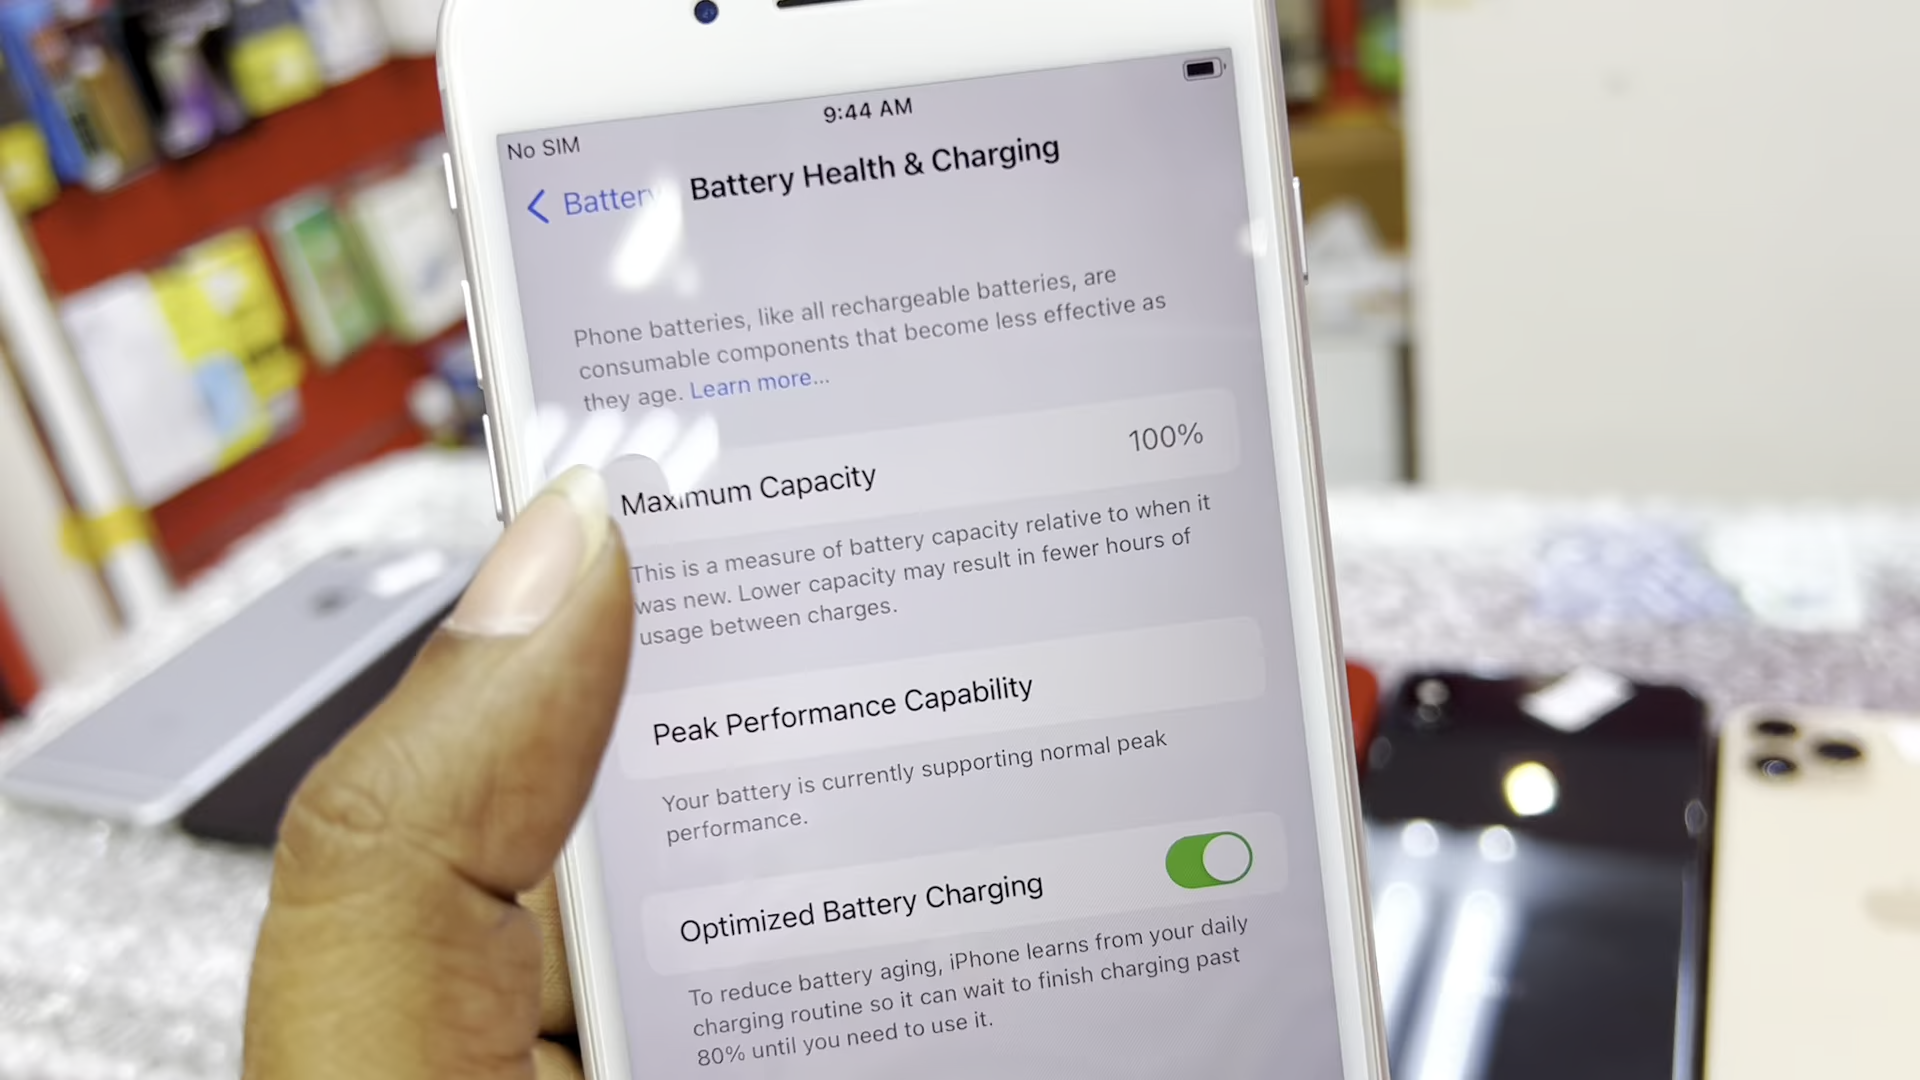 9:44 AM
No SIM
Battery Battery Health & Charging
Phone batteries, like all rechargeable batteries, are
consumable components that become less effective as
they age. Learn more...
Maximum Capacity 100%
This is a measure of battery capacity relative to when it
was new. Lower capacity may result in fewer hours of
usage between charges.
Peak Performance Capability
Your battery is currently supporting normal peak
performance.
Optimized Battery Charging
To reduce battery aging, iPhone learns from your daily
charging routine so it can wait to finish charging past
80% until you need to use it.